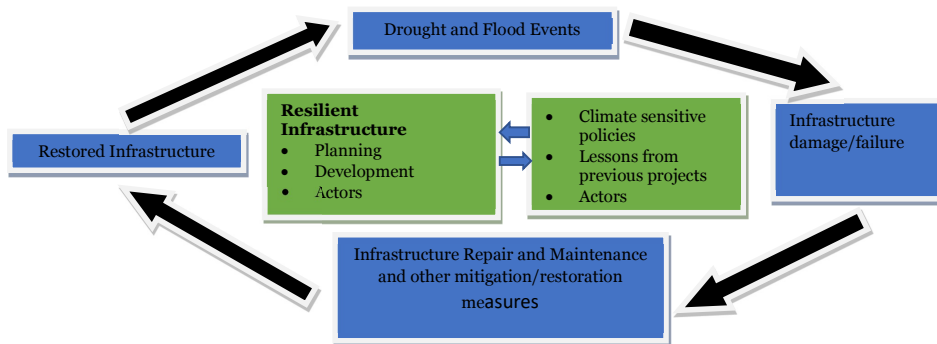 Drought and Flood Events
Resilient
Infrastructure
• Planning
• Development
• Actors
• Climate sensitive
policies
• Lessons from
previous projects
• Actors
Infrastructure
damage/failure
Restored Infrastructure
Infrastructure Repair and Maintenance
and other mitigation/restoration
measures